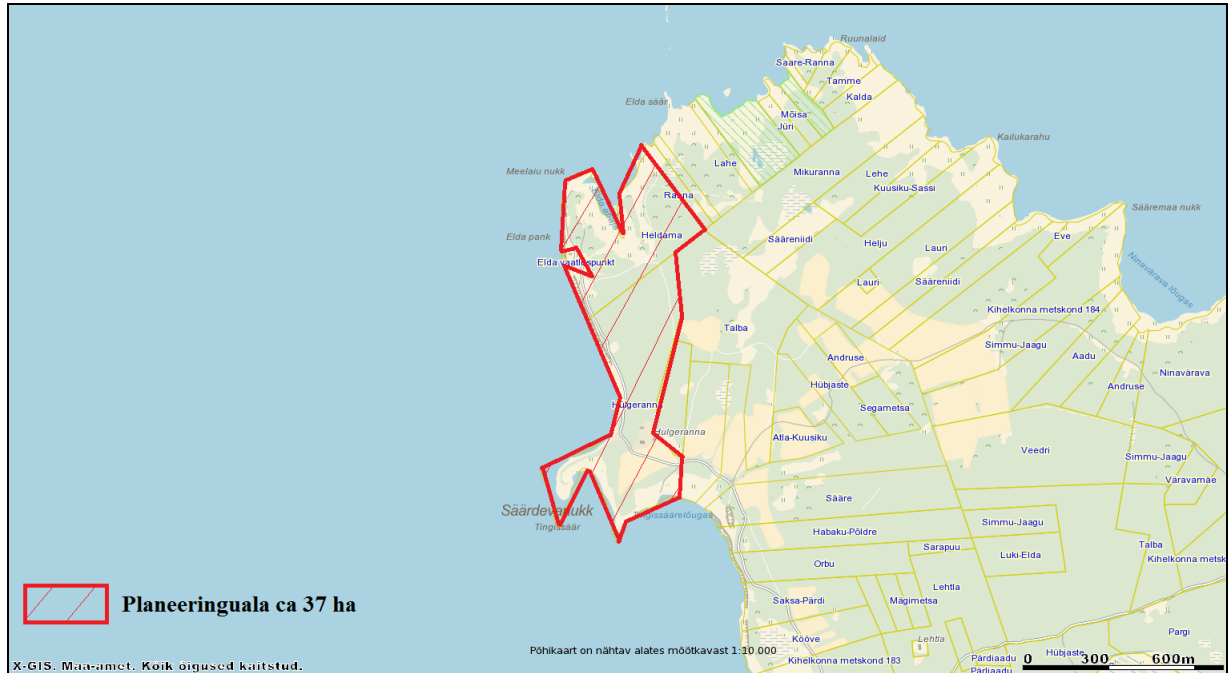 Ruunalaid
Saare-Ranna
Tamme
Kalda
Elda säär
Mõisa
Jüri
Kailukarahu
Lahe
Meelaiu nukk
Mikuranna
Lehe
Kuusiku-Sassi
Ranna
Sääremaa nukk
Elda pank
Heldama
Sääreniidi
Helju
Lauri
Eve
Elda vaatluspunkt
Ninavärava lõugas
Lauri
Sääreniidi
Kihelkonna metskond 184
Talba
Simmu-Jaagu
Andruse
Aadu
Ninavärava
Hübjaste
Andruse
Segametsa
Hulgeranna
Hulgeranna
Atla-Kuusiku
Veedri
Simmu-Jaagu
Varavamäe
Sääre
Säärdevanukk
Tingissäärelõugas
Simmu-Jaagu
Tingissäär
Habaku-Põldre
Sarapuu
Talba
Luki-Elda
Kihelkonna metsk
Orbu
Lehtla
Saksa-Pärdi
Mägimetsa
Planeeringuala ca 37 ha
Lehtla
Pargi
Kööve
Põhikaart on nähtav alates mõõtkavast 1:10 000
Pärdiaadu
Hübjaste
Kihelkonna metskond 183
0 300 600m
X-GIS. Maa-amet. Kõik õigused kaitstud.